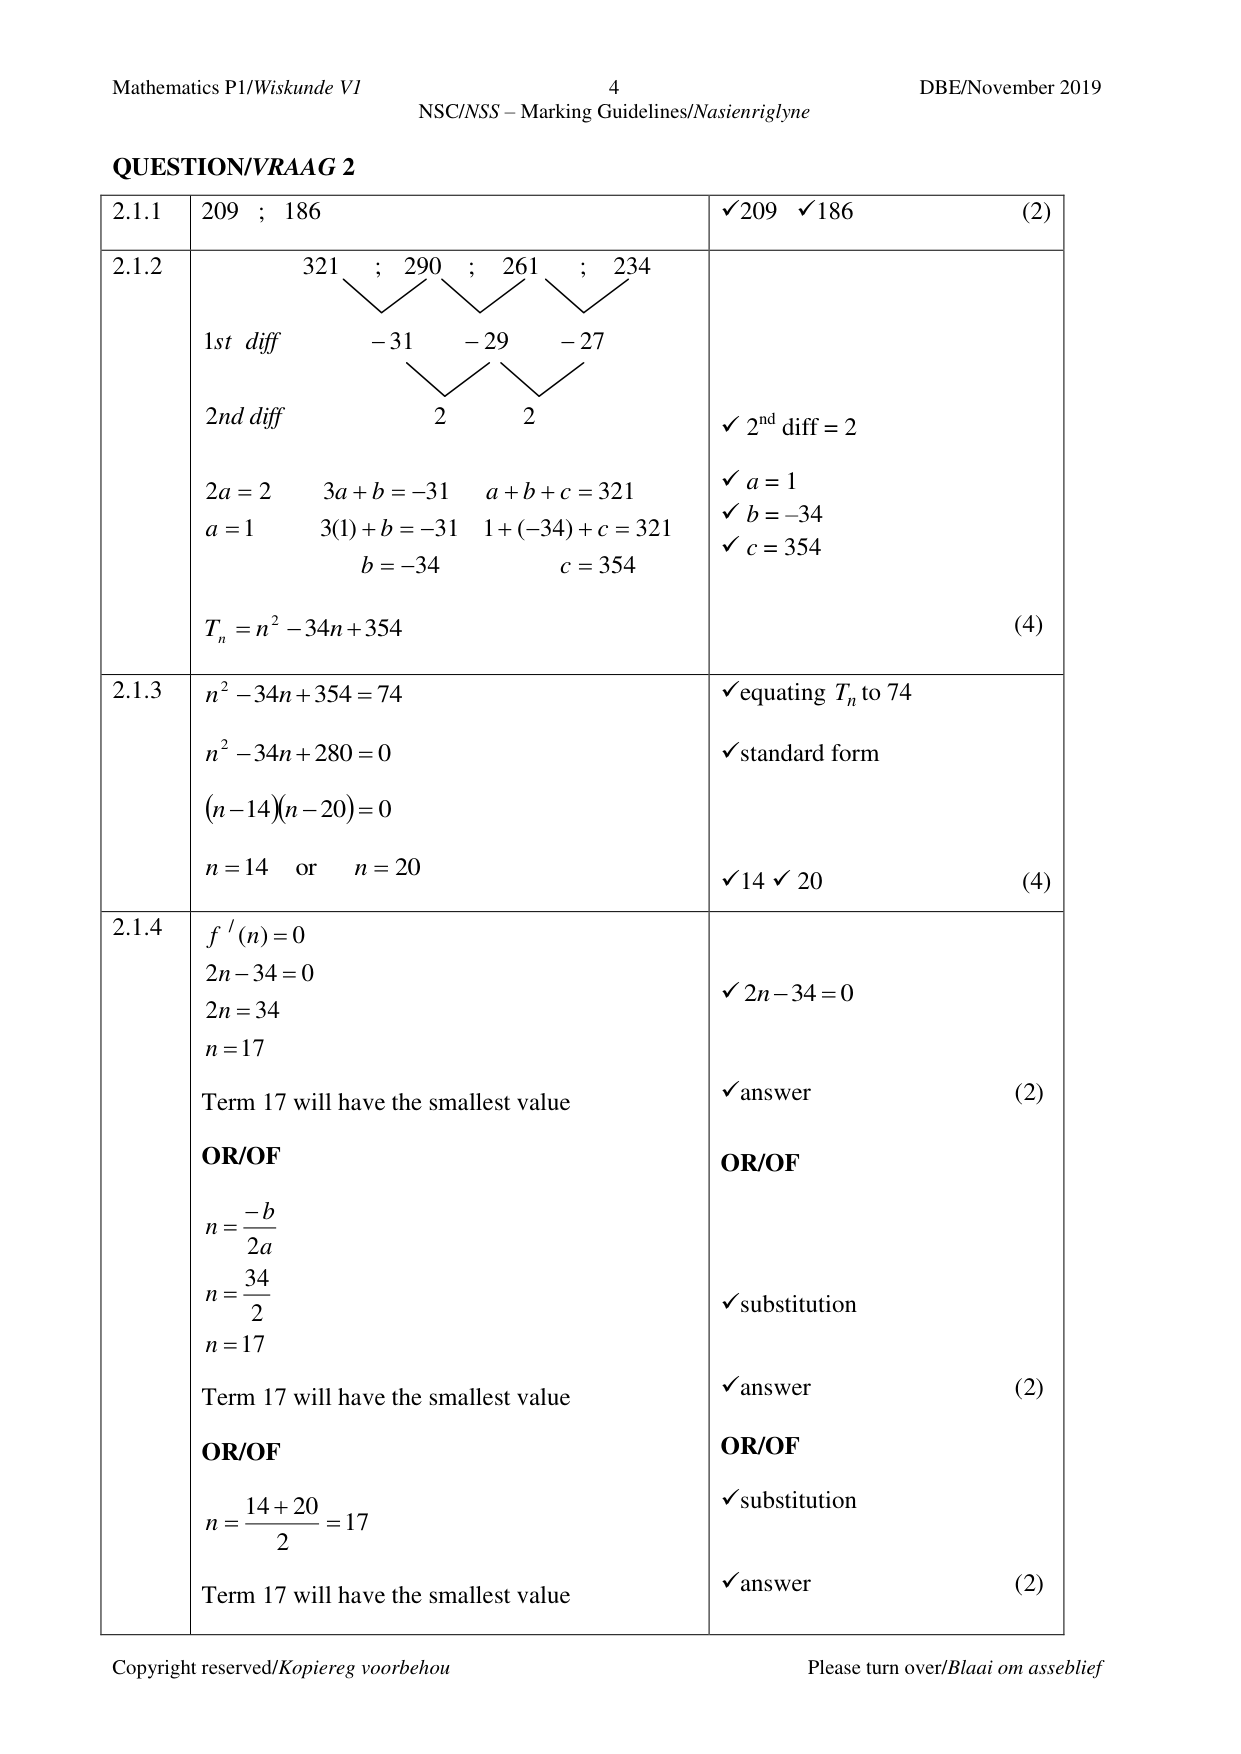 Mathematics P1/Wiskunde V1 4 DBE/November 2019
NSC/NSS – Marking Guidelines/Nasienriglyne
QUESTION/VRAAG 2
2.1.1 209 ; 186 ✓209 ✓186 (2)
2.1.2 321 ; 290 ; 261 ; 234
1st diff – 31 – 29 – 27
2nd diff 2 2
✓ 2nd diff = 2
2a = 2 3a + b = −31 a + b + c = 321
✓ a = 1
a = 1 3(1) + b = −31 1 + (−34) + c = 321
✓ b = –34
b = −34 c = 354
✓ c = 354
Tn = n² − 34n + 354 (4)
2.1.3 n² − 34n + 354 = 74 ✓equating Tn to 74
n² − 34n + 280 = 0 ✓standard form
(n − 14)(n − 20) = 0
n = 14 or n = 20 ✓14 ✓ 20 (4)
2.1.4 f /(n) = 0
2n − 34 = 0 ✓ 2n − 34 = 0
2n = 34
n = 17
Term 17 will have the smallest value ✓answer (2)
OR/OF OR/OF
n = −b/2a
n = 34/2 ✓substitution
n = 17
Term 17 will have the smallest value ✓answer (2)
OR/OF OR/OF
n = (14 + 20)/2 = 17 ✓substitution
Term 17 will have the smallest value ✓answer (2)
Copyright reserved/Kopiereg voorbehou Please turn over/Blaai om asseblief